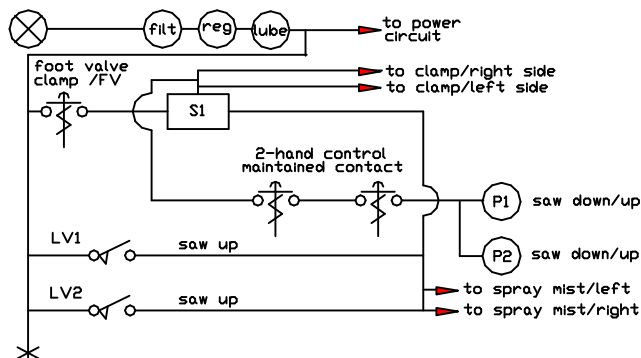 filt
reg
lube
to power
circuit
foot valve
clamp /FV
to clamp/right side
to clamp/left side
S1
2-hand control
maintained contact
P1
saw down/up
LV1
saw up
P2
saw down/up
LV2
saw up
to spray mist/left
to spray mist/right